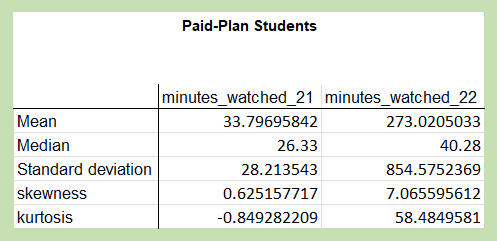 Paid-Plan Students
minutes_watched_21 minutes_watched_22
Mean 33.79695842 273.0205033
Median 26.33 40.28
Standard deviation 28.213543 854.5752369
skewness 0.625157717 7.065595612
kurtosis -0.849282209 58.4849581